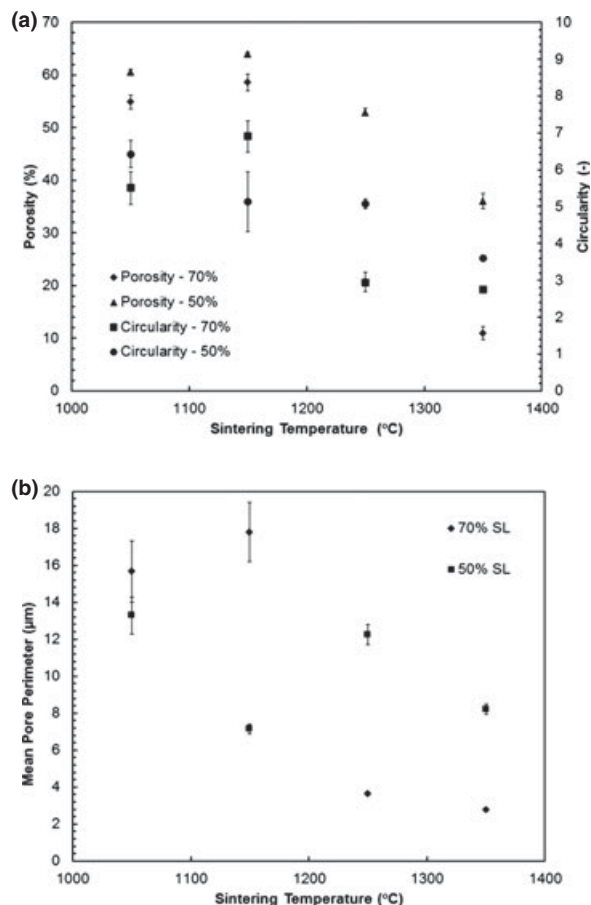 (a)
70
60
50
40
30
20
10
0
Porosity (%)
10
9
8
7
6
5
4
3
2
1
0
Circularity (-)
Porosity - 70%
Porosity - 50%
Circularity - 70%
Circularity - 50%
1000 1100 1200 1300 1400
Sintering Temperature (°C)
(b)
20
18
16
14
12
10
8
6
4
2
0
Mean Pore Perimeter (µm)
70% SL
50% SL
1000 1100 1200 1300 1400
Sintering Temperature (°C)